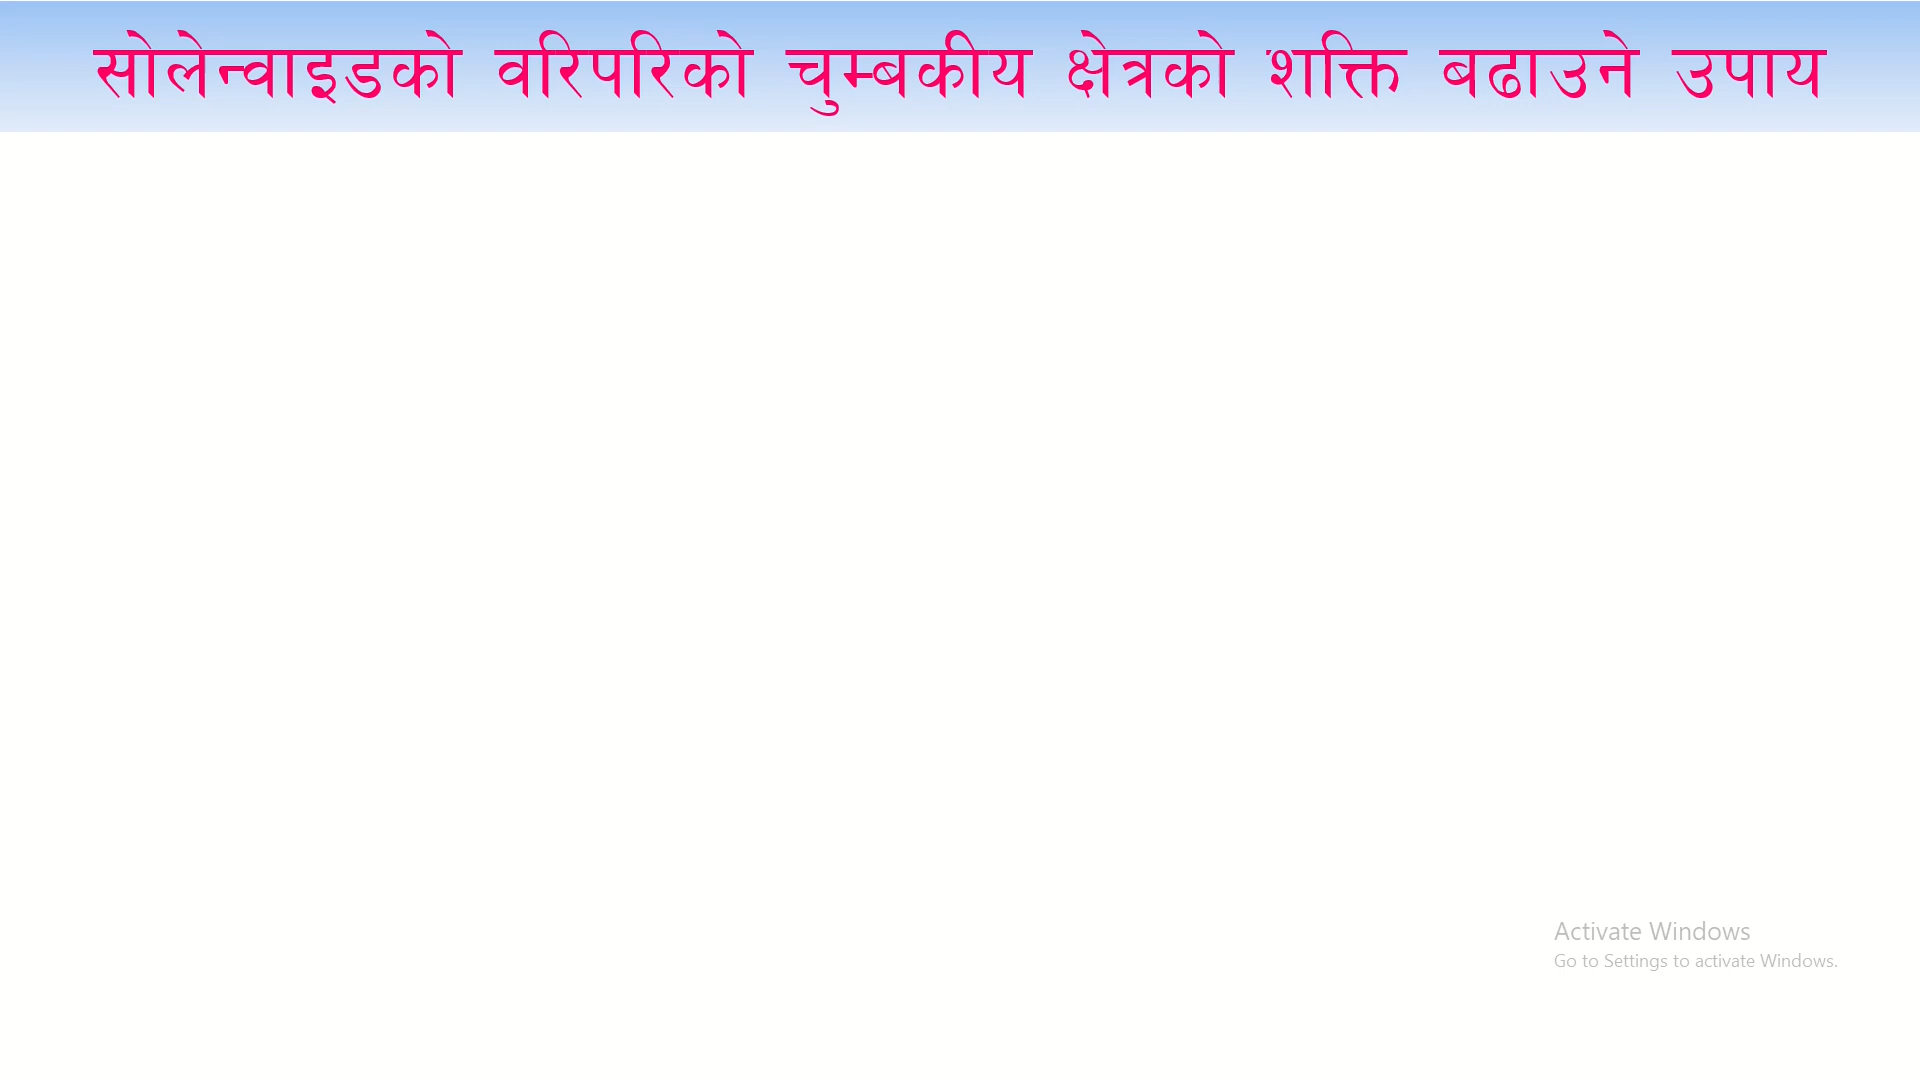 सोलेन्वाइडको वरिपरिको चुम्बकीय क्षेत्रको शक्ति बढाउने उपाय
Activate Windows
Go to Settings to activate Windows.